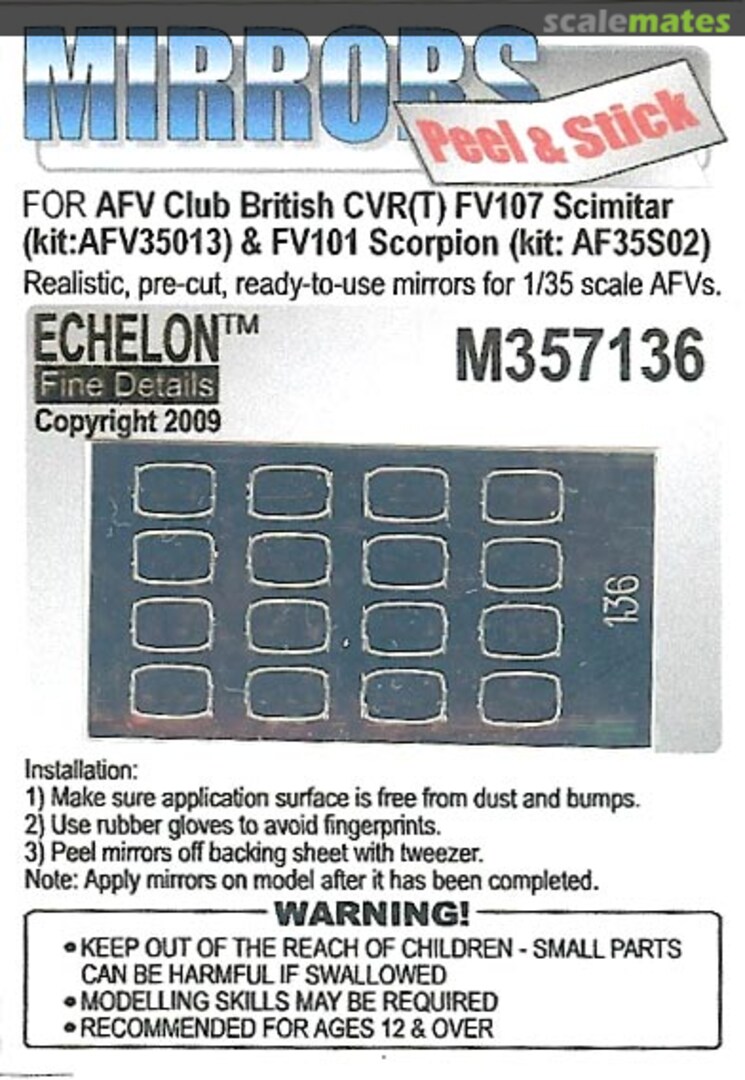 scalemates
MIRRORS
Peel & Stick
FOR AFV Club British CVR(T) FV107 Scimitar
(kit:AFV35013) & FV101 Scorpion (kit: AF35S02)
Realistic, pre-cut, ready-to-use mirrors for 1/35 scale AFVs.
ECHELON™
Fine Details
Copyright 2009
M357136
136
Installation:
1) Make sure application surface is free from dust and bumps.
2) Use rubber gloves to avoid fingerprints.
3) Peel mirrors off backing sheet with tweezer.
Note: Apply mirrors on model after it has been completed.
WARNING!
• KEEP OUT OF THE REACH OF CHILDREN - SMALL PARTS
CAN BE HARMFUL IF SWALLOWED
• MODELLING SKILLS MAY BE REQUIRED
• RECOMMENDED FOR AGES 12 & OVER